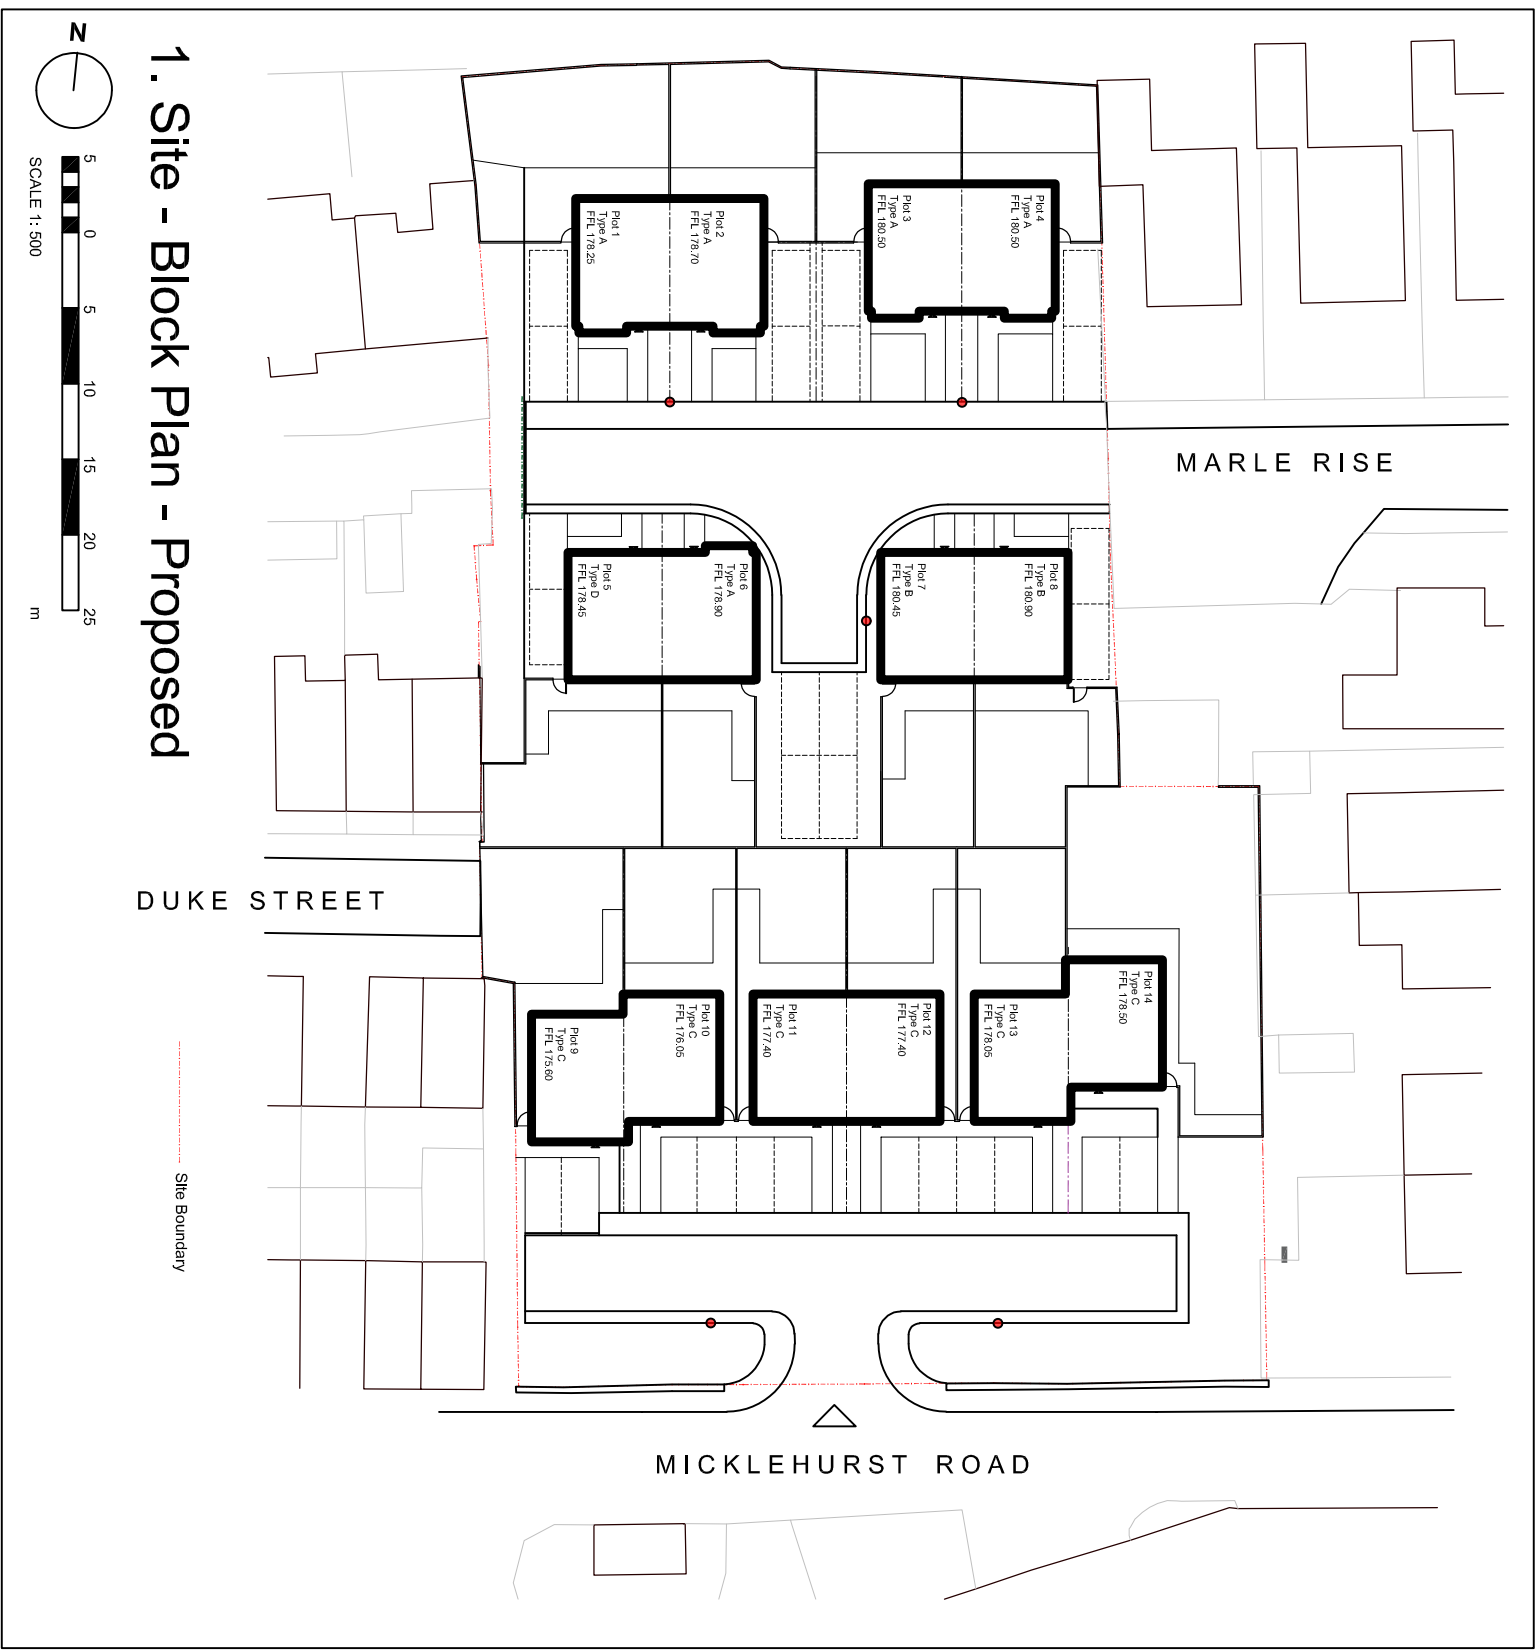 N
1. Site - Block Plan - Proposed
5 0 5 10 15 20 25
m
SCALE 1: 500
Plot 1
Type A
FFL 178.25
Plot 2
Type A
FFL 178.70
Plot 3
Type A
FFL 180.50
Plot 4
Type A
FFL 180.50
MARLE RISE
Plot 5
Type D
FFL 178.45
Plot 6
Type A
FFL 178.90
Plot 7
Type B
FFL 180.45
Plot 8
Type B
FFL 180.90
DUKE STREET
Plot 9
Type C
FFL 175.60
Plot 10
Type C
FFL 176.05
Plot 11
Type C
FFL 177.40
Plot 12
Type C
FFL 177.40
Plot 13
Type C
FFL 178.05
Plot 14
Type C
FFL 178.50
Site Boundary
MICKLEHURST ROAD